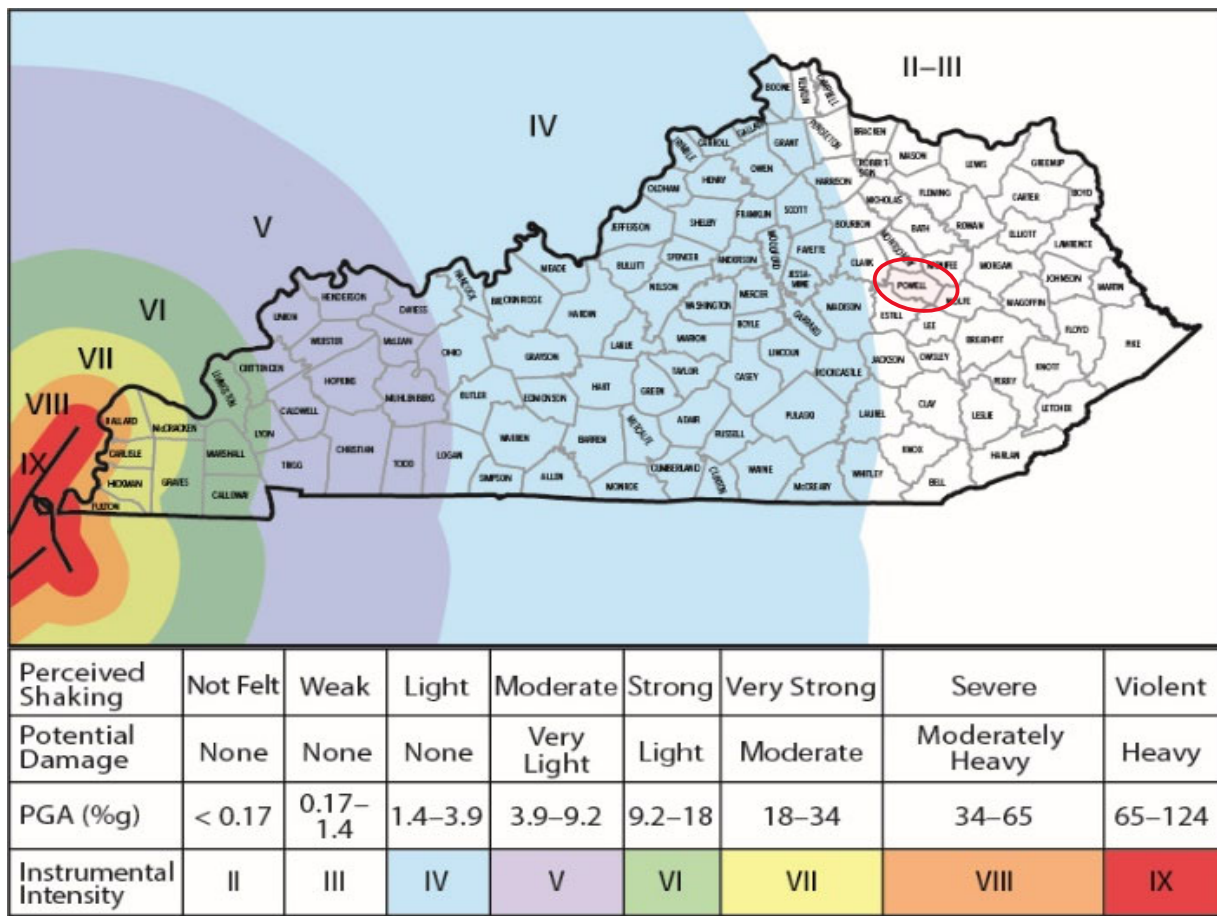 II–III
IV
V
VI
VII
VIII
IX
BOONE
KENTON
CAMPBELL
GALLATIN
PENDLETON
BRACKEN
CARROLL
GRANT
TRIMBLE
OWEN
MASON
LEWIS
GREENUP
HENRY
HARRISON
OLDHAM
NICHOLAS
FLEMING
CARTER
BOYD
SCOTT
JEFFERSON
SHELBY
FRANKLIN
BOURBON
BATH
ROWAN
ELLIOTT
LAWRENCE
WOODFORD
FAYETTE
MEADE
BULLITT
SPENCER
ANDERSON
CLARK
MORGAN
JOHNSON
MARTIN
HANCOCK
JESSA-
MINE
POWELL
HENDERSON
NELSON
MERCER
MAGOFFIN
UNION
WASHINGTON
MADISON
HARDIN
GARRARD
ESTILL
LEE
WEBSTER
McLEAN
BOYLE
FLOYD
OHIO
LARUE
MARION
LINCOLN
BREATHITT
PIKE
CRITTENDEN
GRAYSON
JACKSON
OWSLEY
LIVINGSTON
HOPKINS
TAYLOR
CASEY
ROCKCASTLE
KNOTT
HART
GREEN
PERRY
CALDWELL
MUHLENBERG
BUTLER
EDMONSON
CLAY
LETCHER
BALLARD
McCRACKEN
LYON
ADAIR
PULASKI
LAUREL
LESLIE
METCALFE
CARLISLE
MARSHALL
CHRISTIAN
WARREN
BARREN
RUSSELL
KNOX
HARLAN
TRIGG
TODD
LOGAN
CUMBERLAND
WAYNE
WHITLEY
HICKMAN
GRAVES
SIMPSON
ALLEN
CLINTON
BELL
CALLOWAY
MONROE
McCREARY
FULTON
Perceived Shaking Not Felt Weak Light Moderate Strong Very Strong Severe Violent
Potential Damage None None None Very Light Light Moderate Moderately Heavy Heavy
PGA (%g) < 0.17 0.17–1.4 1.4–3.9 3.9–9.2 9.2–18 18–34 34–65 65–124
Instrumental Intensity II III IV V VI VII VIII IX